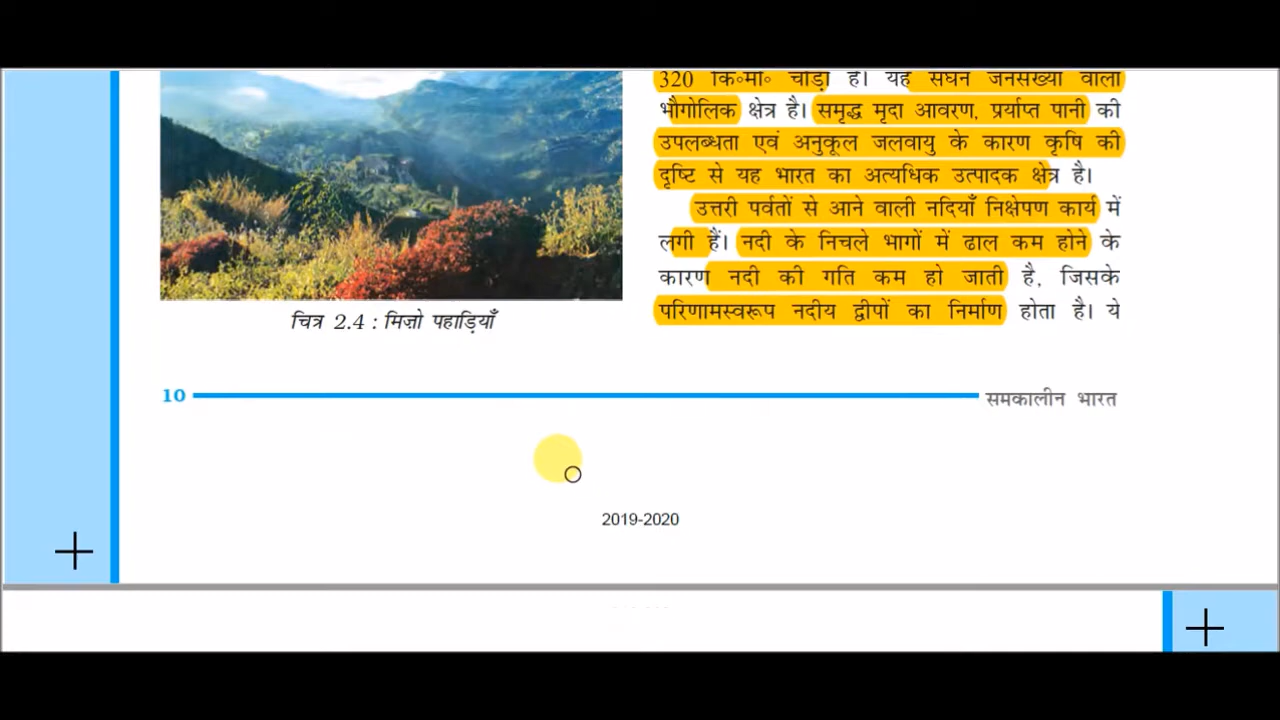 320 कि॰मी॰ चौड़ा है। यह सघन जनसंख्या वाला
भौगोलिक क्षेत्र है। समृद्ध मृदा आवरण, प्रर्याप्त पानी की
उपलब्धता एवं अनुकूल जलवायु के कारण कृषि की
दृष्टि से यह भारत का अत्यधिक उत्पादक क्षेत्र है।
उत्तरी पर्वतों से आने वाली नदियाँ निक्षेपण कार्य में
लगी हैं। नदी के निचले भागों में ढाल कम होने के
कारण नदी की गति कम हो जाती है, जिसके
परिणामस्वरूप नदीय द्वीपों का निर्माण होता है। ये
चित्र 2.4 : मिज़ो पहाड़ियाँ
10
समकालीन भारत
2019-2020